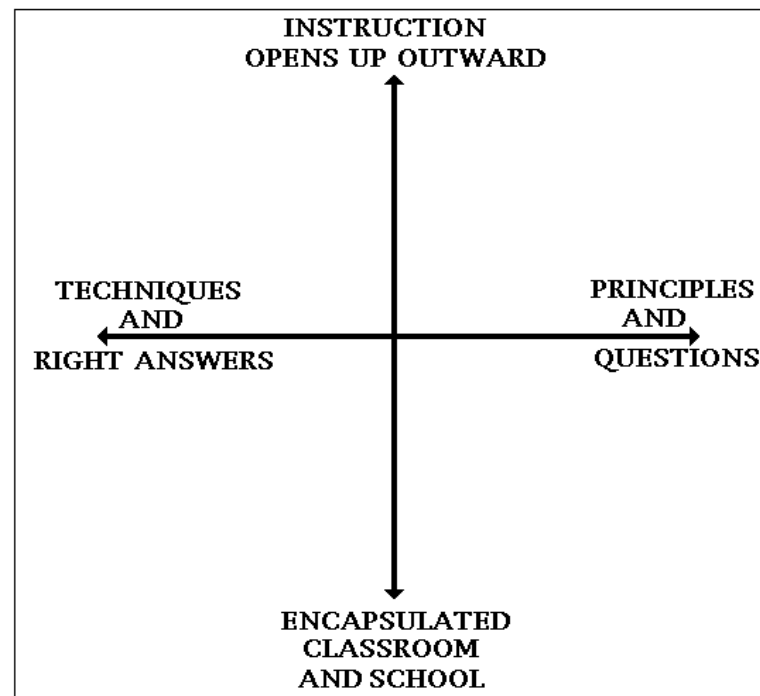 INSTRUCTION
OPENS UP OUTWARD
TECHNIQUES
AND
RIGHT ANSWERS
PRINCIPLES
AND
QUESTIONS
ENCAPSULATED
CLASSROOM
AND SCHOOL